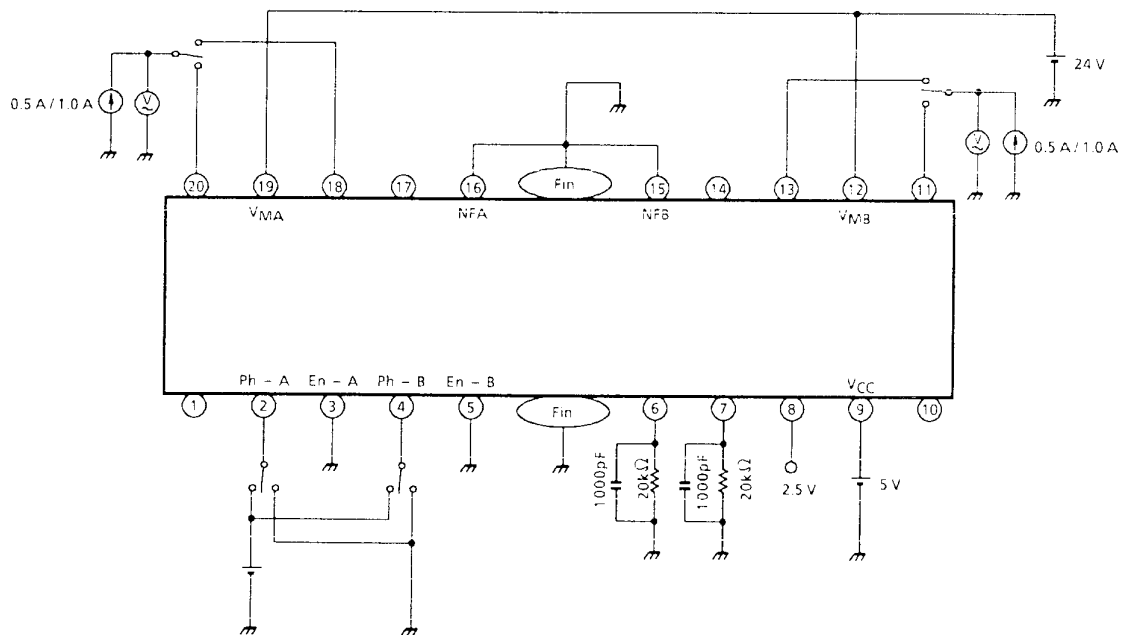 24 V
0.5 A / 1.0 A
V
V
0.5 A / 1.0 A
20 19 18 17 16 Fin 15 14 13 12 11
VMA NFA NFB VMB
Ph – A En – A Ph – B En – B VCC
1 2 3 4 5 Fin 6 7 8 9 10
1000pF 20kΩ 1000pF 20kΩ 2.5 V 5 V